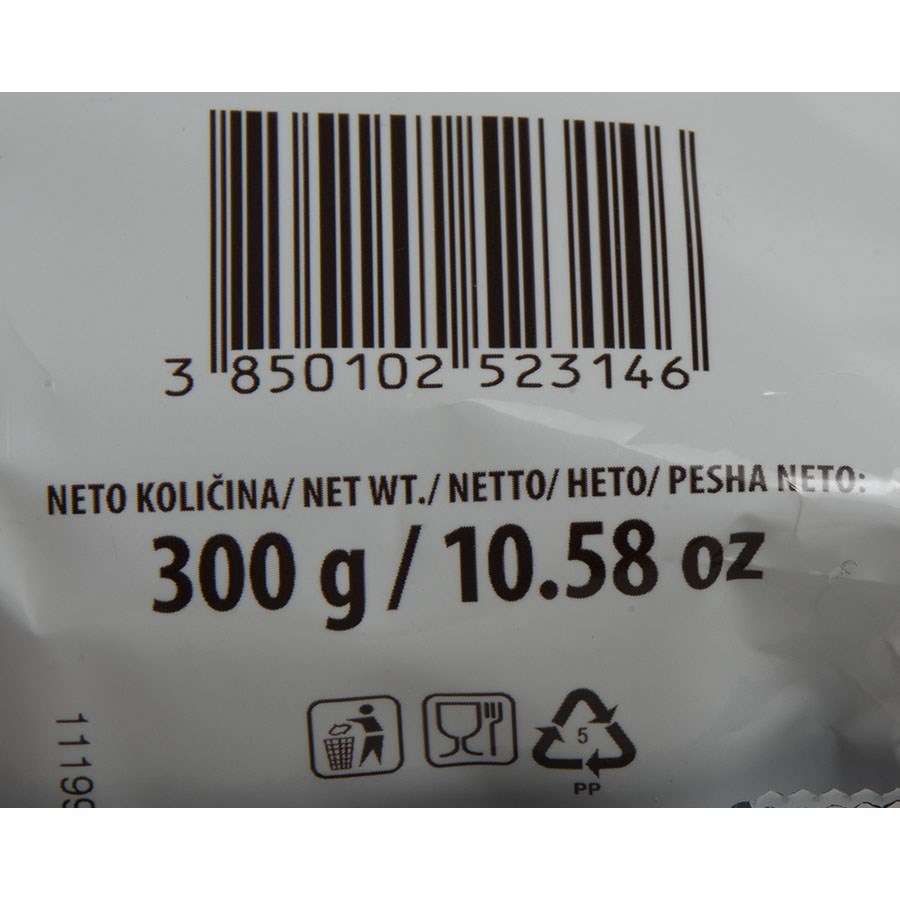 3 850102 523146
NETO KOLIČINA/ NET WT./ NETTO/ HETO/ PESHA NETO:
300 g / 10.58 oz
5
PP